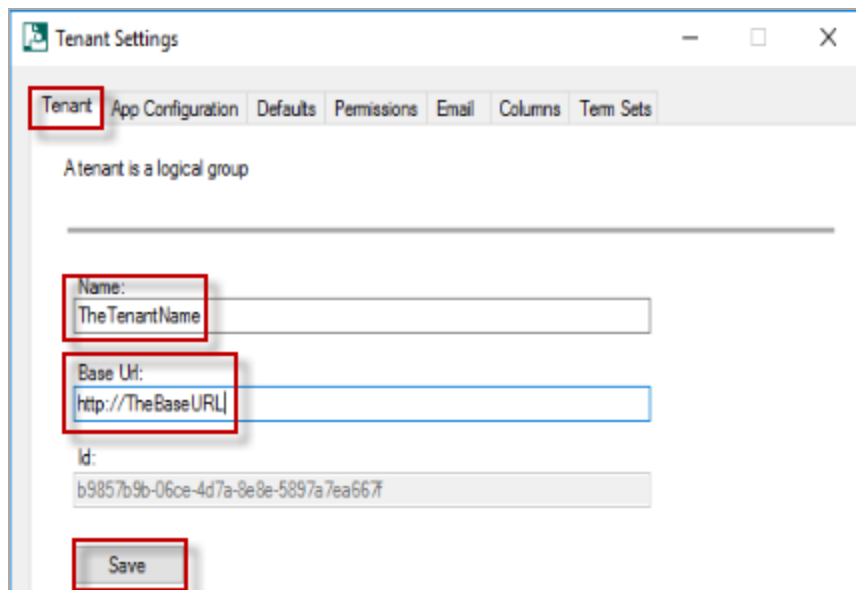 Tenant Settings
Tenant App Configuration Defaults Permissions Email Columns Term Sets
A tenant is a logical group
Name:
TheTenantName
Base Url:
http://TheBaseURL
Id:
b9857b9b-06ce-4d7a-8e8e-5897a7ea667f
Save